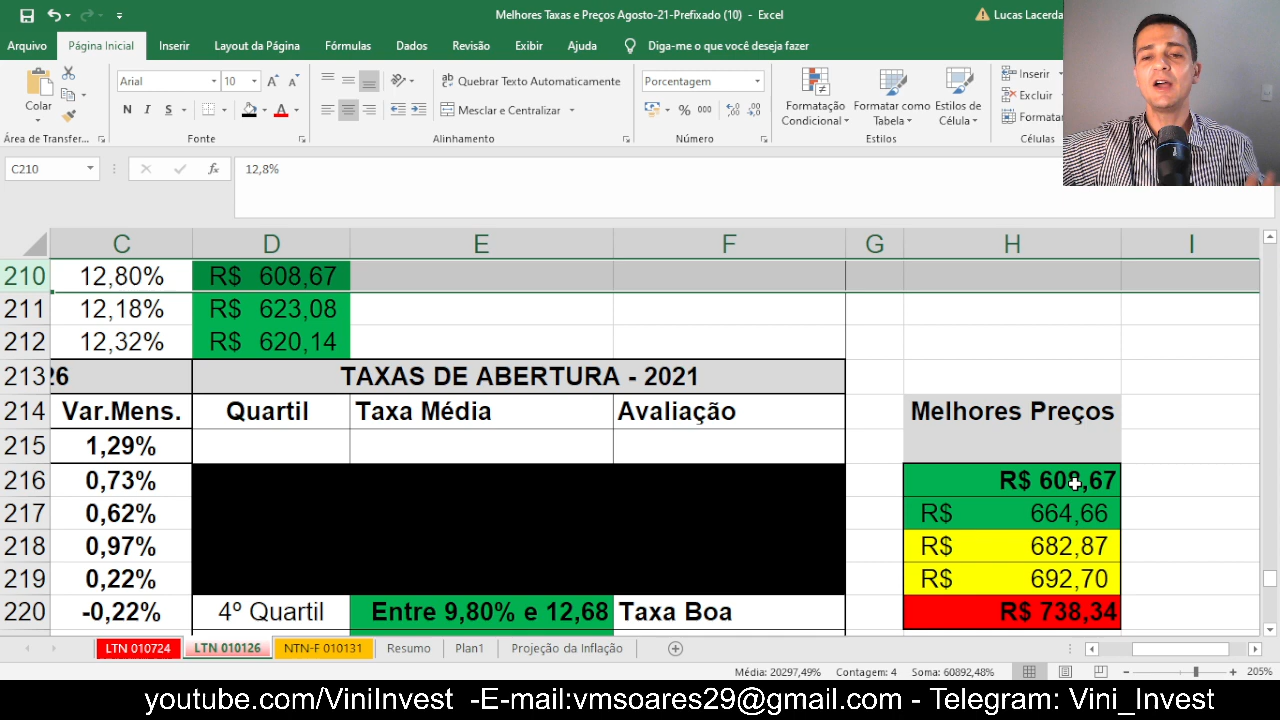 Melhores Taxas e Preços Agosto-21-Prefixado (10) - Excel
Lucas Lacerda
Arquivo Página Inicial Inserir Layout da Página Fórmulas Dados Revisão Exibir Ajuda Diga-me o que você deseja fazer
Colar
Arial 10
Quebrar Texto Automaticamente
Porcentagem
Formatação Condicional
Formatar como Tabela
Estilos de Célula
Inserir
Excluir
Formatar
N I S
Mesclar e Centralizar
% 000
Área de Transfer... Fonte Alinhamento Número Estilos Células
C210 fx 12,8%
C D E F G H I
210 12,80% R$ 608,67
211 12,18% R$ 623,08
212 12,32% R$ 620,14
213 26 TAXAS DE ABERTURA - 2021
214 Var.Mens. Quartil Taxa Média Avaliação Melhores Preços
215 1,29%
216 0,73% R$ 608,67
217 0,62% R$ 664,66
218 0,97% R$ 682,87
219 0,22% R$ 692,70
220 -0,22% 4º Quartil Entre 9,80% e 12,68 Taxa Boa R$ 738,34
LTN 010724 LTN 010126 NTN-F 010131 Resumo Plan1 Projeção da Inflação
Média: 20297,49% Contagem: 4 Soma: 60892,48% 205%
youtube.com/ViniInvest -E-mail:vmsoares29@gmail.com - Telegram: Vini_Invest